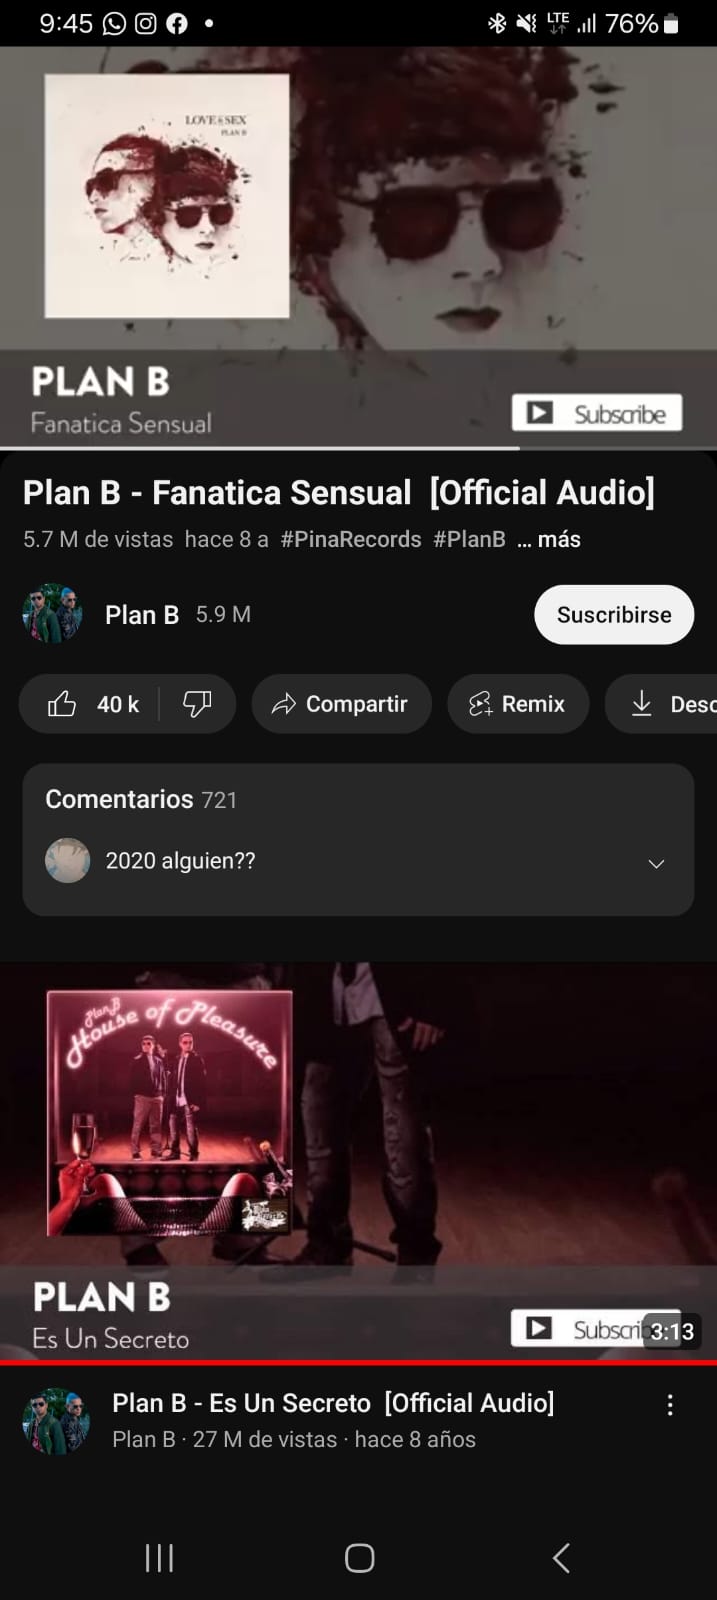 9:45 LTE 76%
LOVE & SEX
PLAN B
PLAN B
Fanatica Sensual
Subscribe
Plan B - Fanatica Sensual [Official Audio]
5.7 M de vistas hace 8 a #PinaRecords #PlanB ... más
Plan B 5.9 M
Suscribirse
40 k
Compartir
Remix
Desc
Comentarios 721
2020 alguien??
Plan B
House of Pleasure
PLAN B
Es Un Secreto
Subscrib
3:13
Plan B - Es Un Secreto [Official Audio]
Plan B · 27 M de vistas · hace 8 años